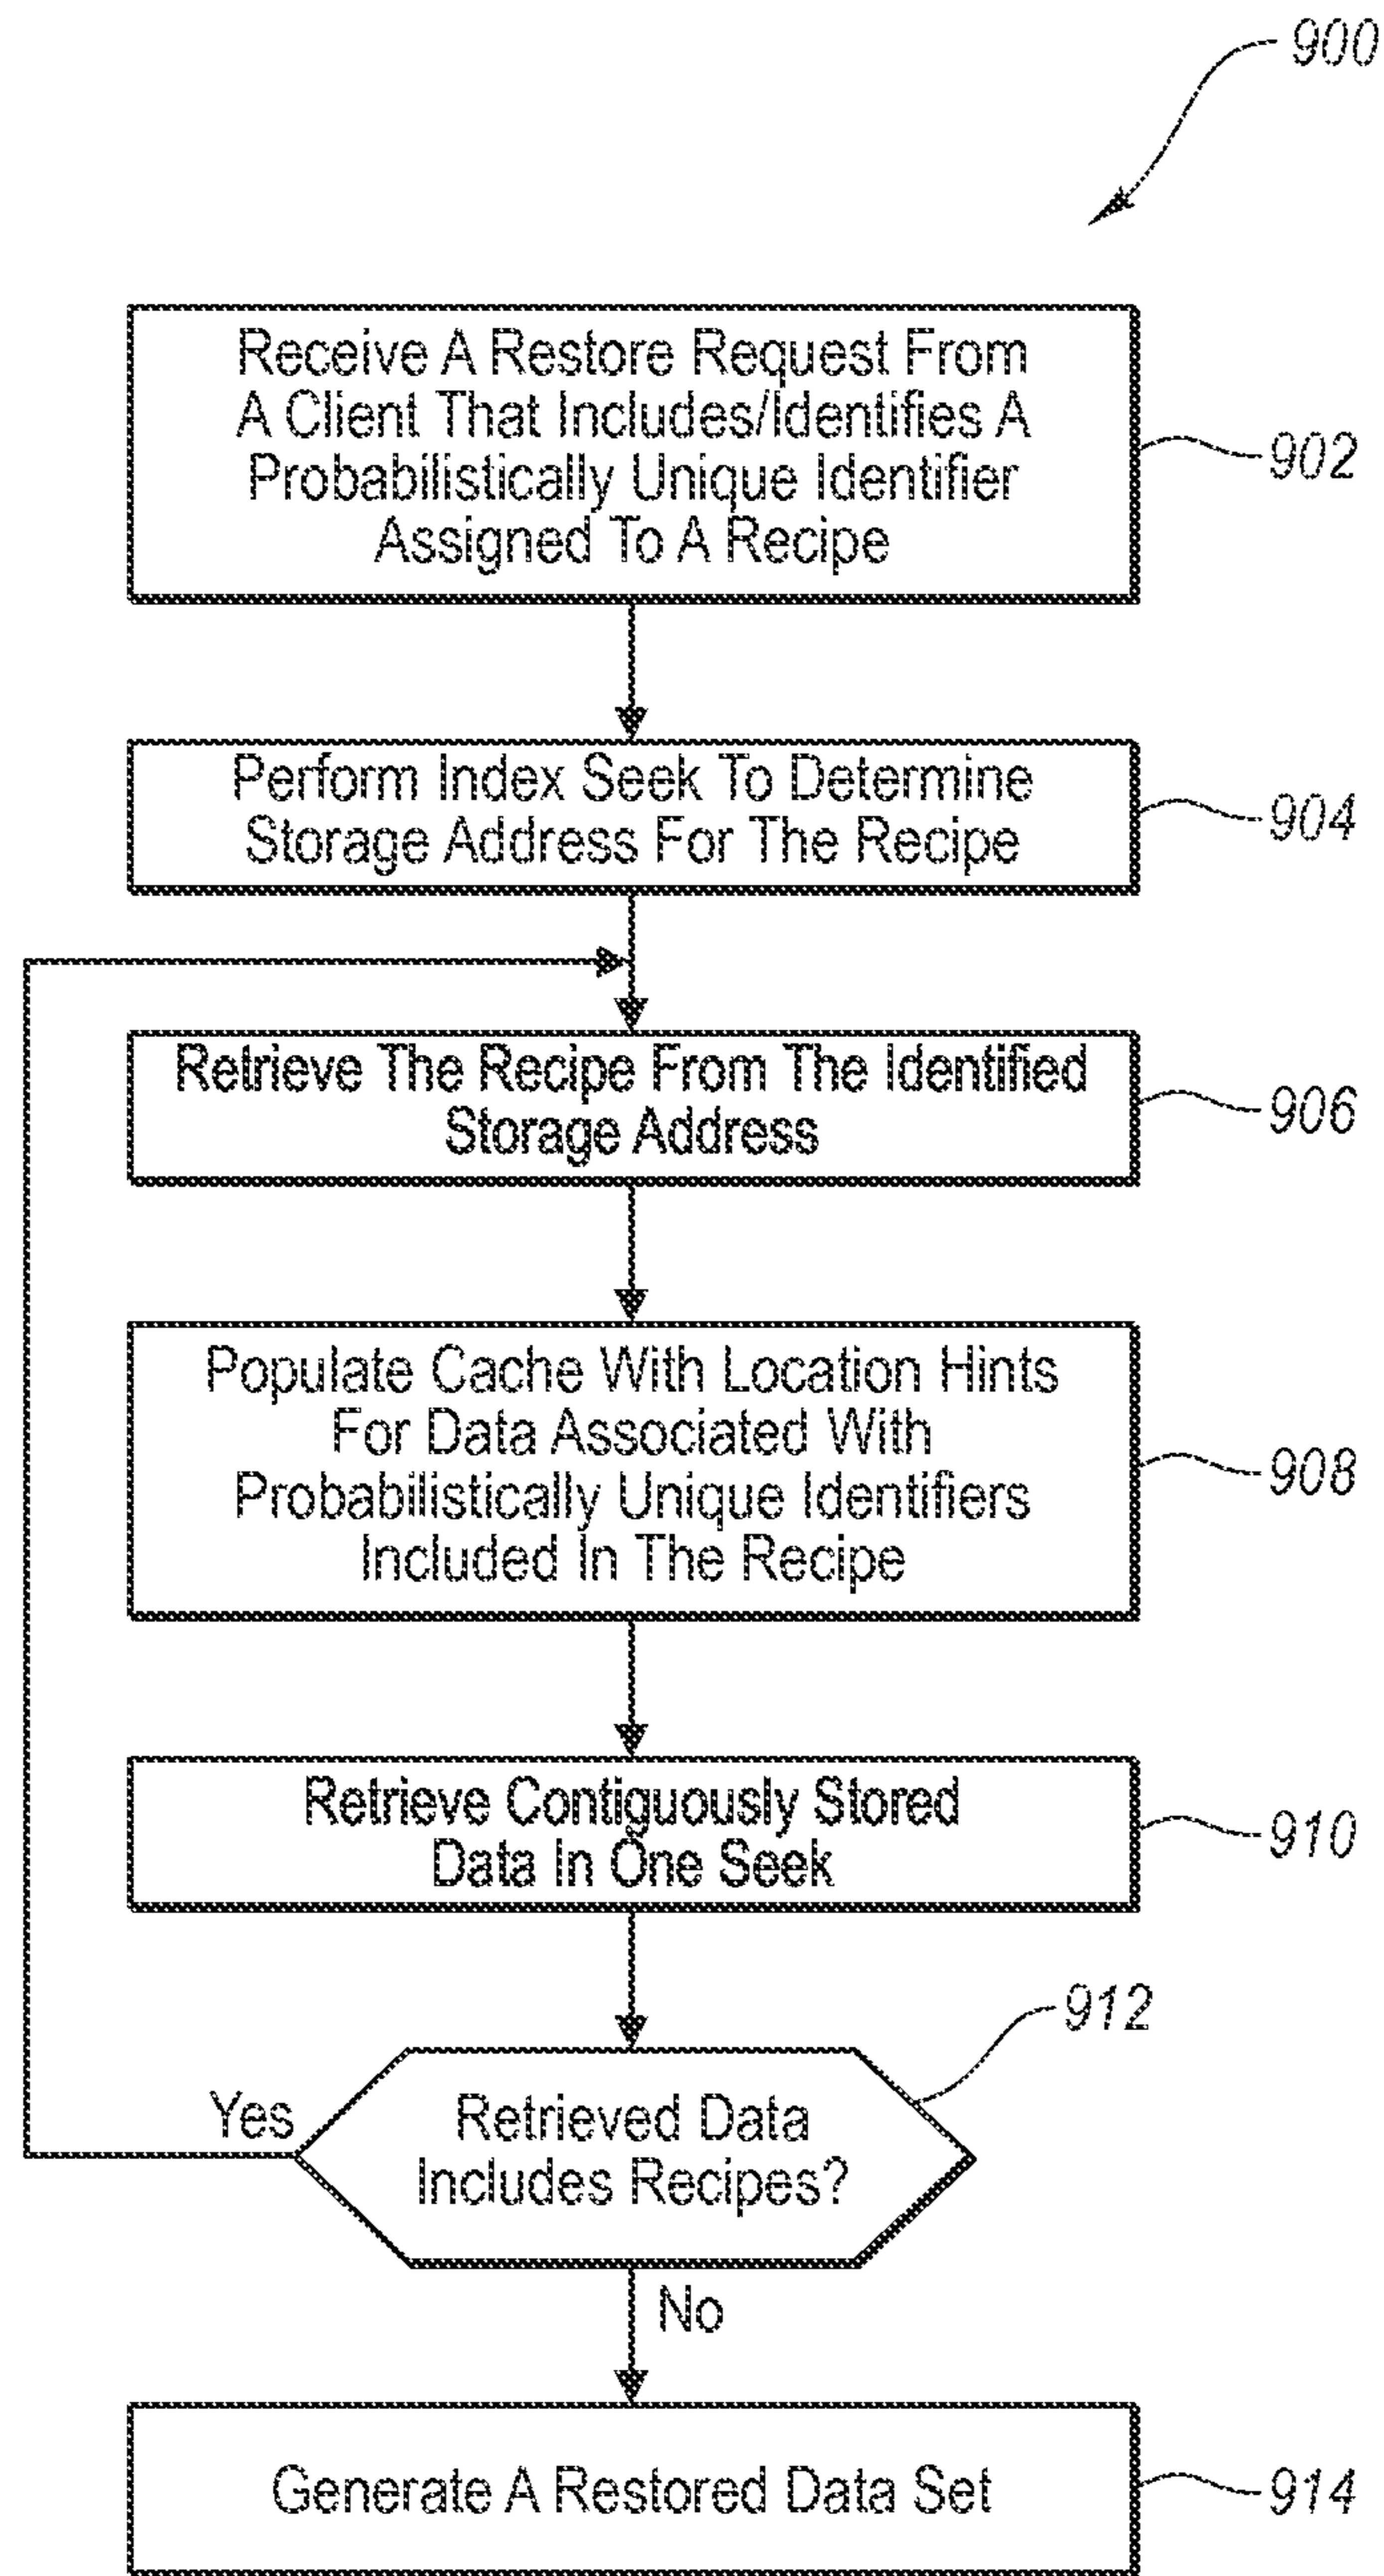 900
Receive A Restore Request From
A Client That Includes/Identifies A
Probabilistically Unique Identifier
Assigned To A Recipe
902
Perform Index Seek To Determine
Storage Address For The Recipe
904
Retrieve The Recipe From The Identified
Storage Address
906
Populate Cache With Location Hints
For Data Associated With
Probabilistically Unique Identifiers
Included In The Recipe
908
Retrieve Contiguously Stored
Data In One Seek
910
912
Yes
Retrieved Data
Includes Recipes?
No
Generate A Restored Data Set
914